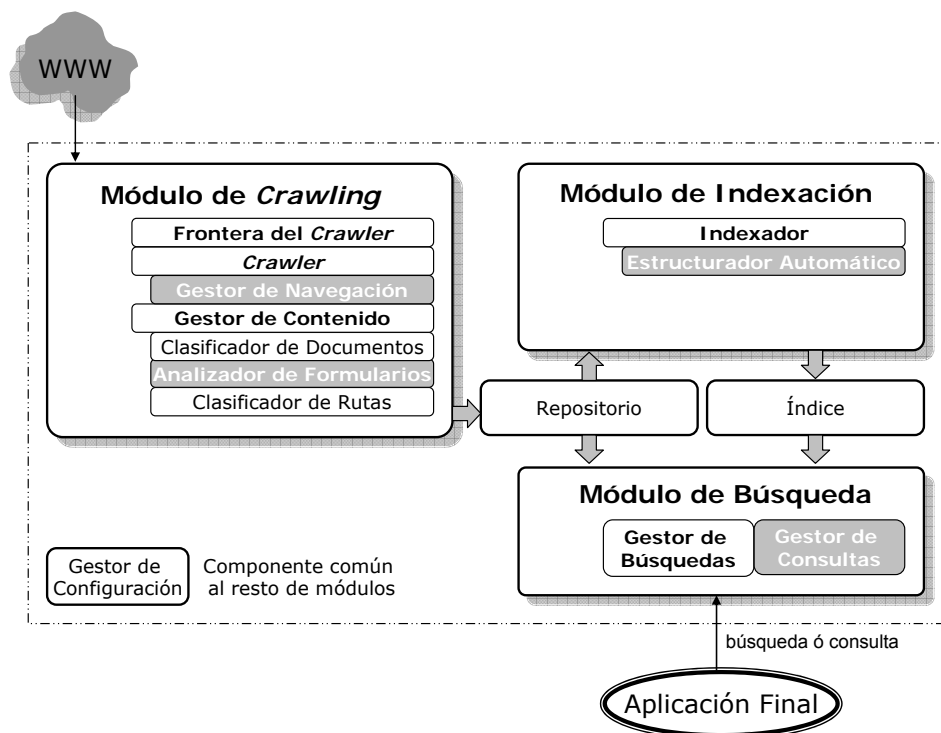 WWW
Módulo de Crawling
Frontera del Crawler
Crawler
Gestor de Navegación
Gestor de Contenido
Clasificador de Documentos
Analizador de Formularios
Clasificador de Rutas
Módulo de Indexación
Indexador
Estructurador Automático
Repositorio
Índice
Módulo de Búsqueda
Gestor de
Búsquedas
Gestor de
Consultas
Gestor de
Configuración
Componente común
al resto de módulos
búsqueda ó consulta
Aplicación Final